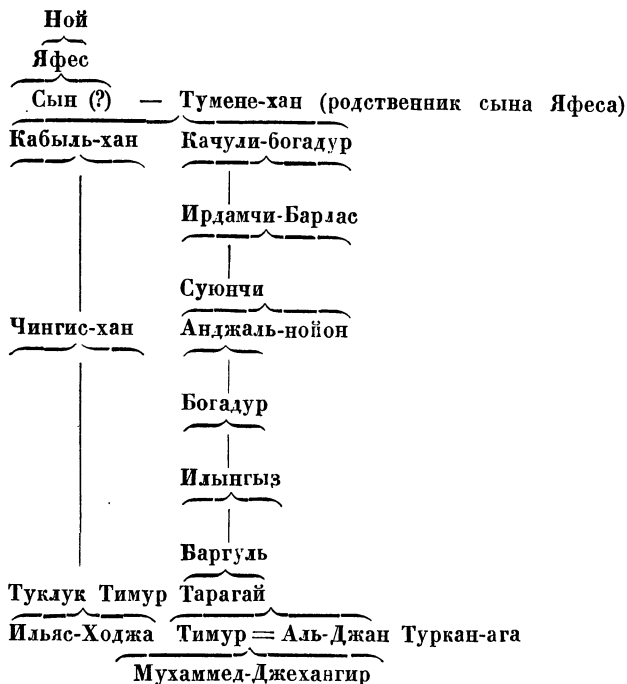 Ной
Яфес
Сын (?) — Тумене-хан (родственник сына Яфеса)
Кабыль-хан Качули-богадур
Ирдамчи-Барлас
Суюнчи
Чингис-хан Анджаль-нойон
Богадур
Илынгыз
Баргуль
Туклук Тимур Тарагай
Ильяс-Ходжа Тимур = Аль-Джан Туркан-ага
Мухаммед-Джехангир